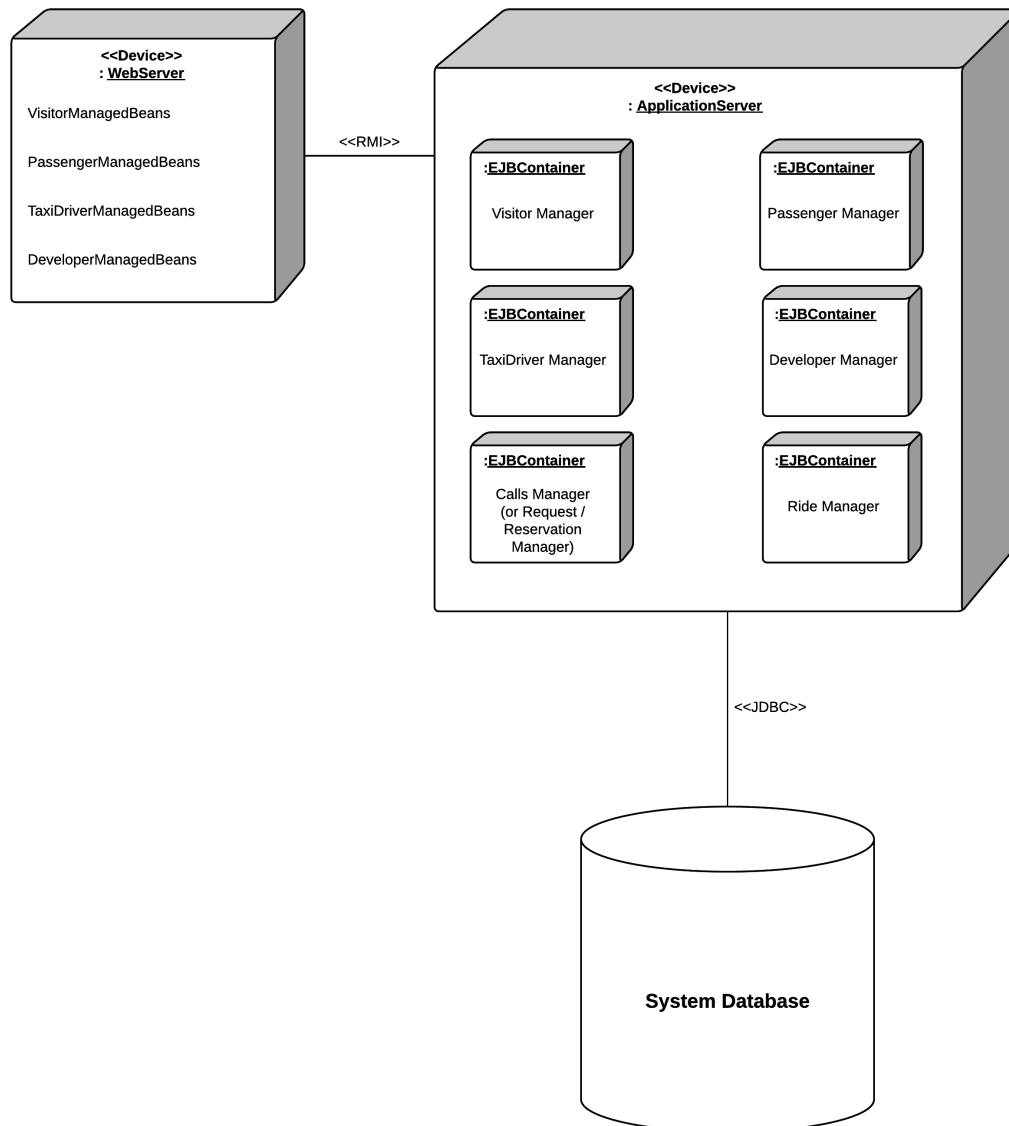 <<Device>>
: WebServer
VisitorManagedBeans
PassengerManagedBeans
TaxiDriverManagedBeans
DeveloperManagedBeans
<<RMI>>
<<Device>>
: ApplicationServer
:EJBContainer
Visitor Manager
:EJBContainer
Passenger Manager
:EJBContainer
TaxiDriver Manager
:EJBContainer
Developer Manager
:EJBContainer
Calls Manager
(or Request /
Reservation
Manager)
:EJBContainer
Ride Manager
<<JDBC>>
System Database